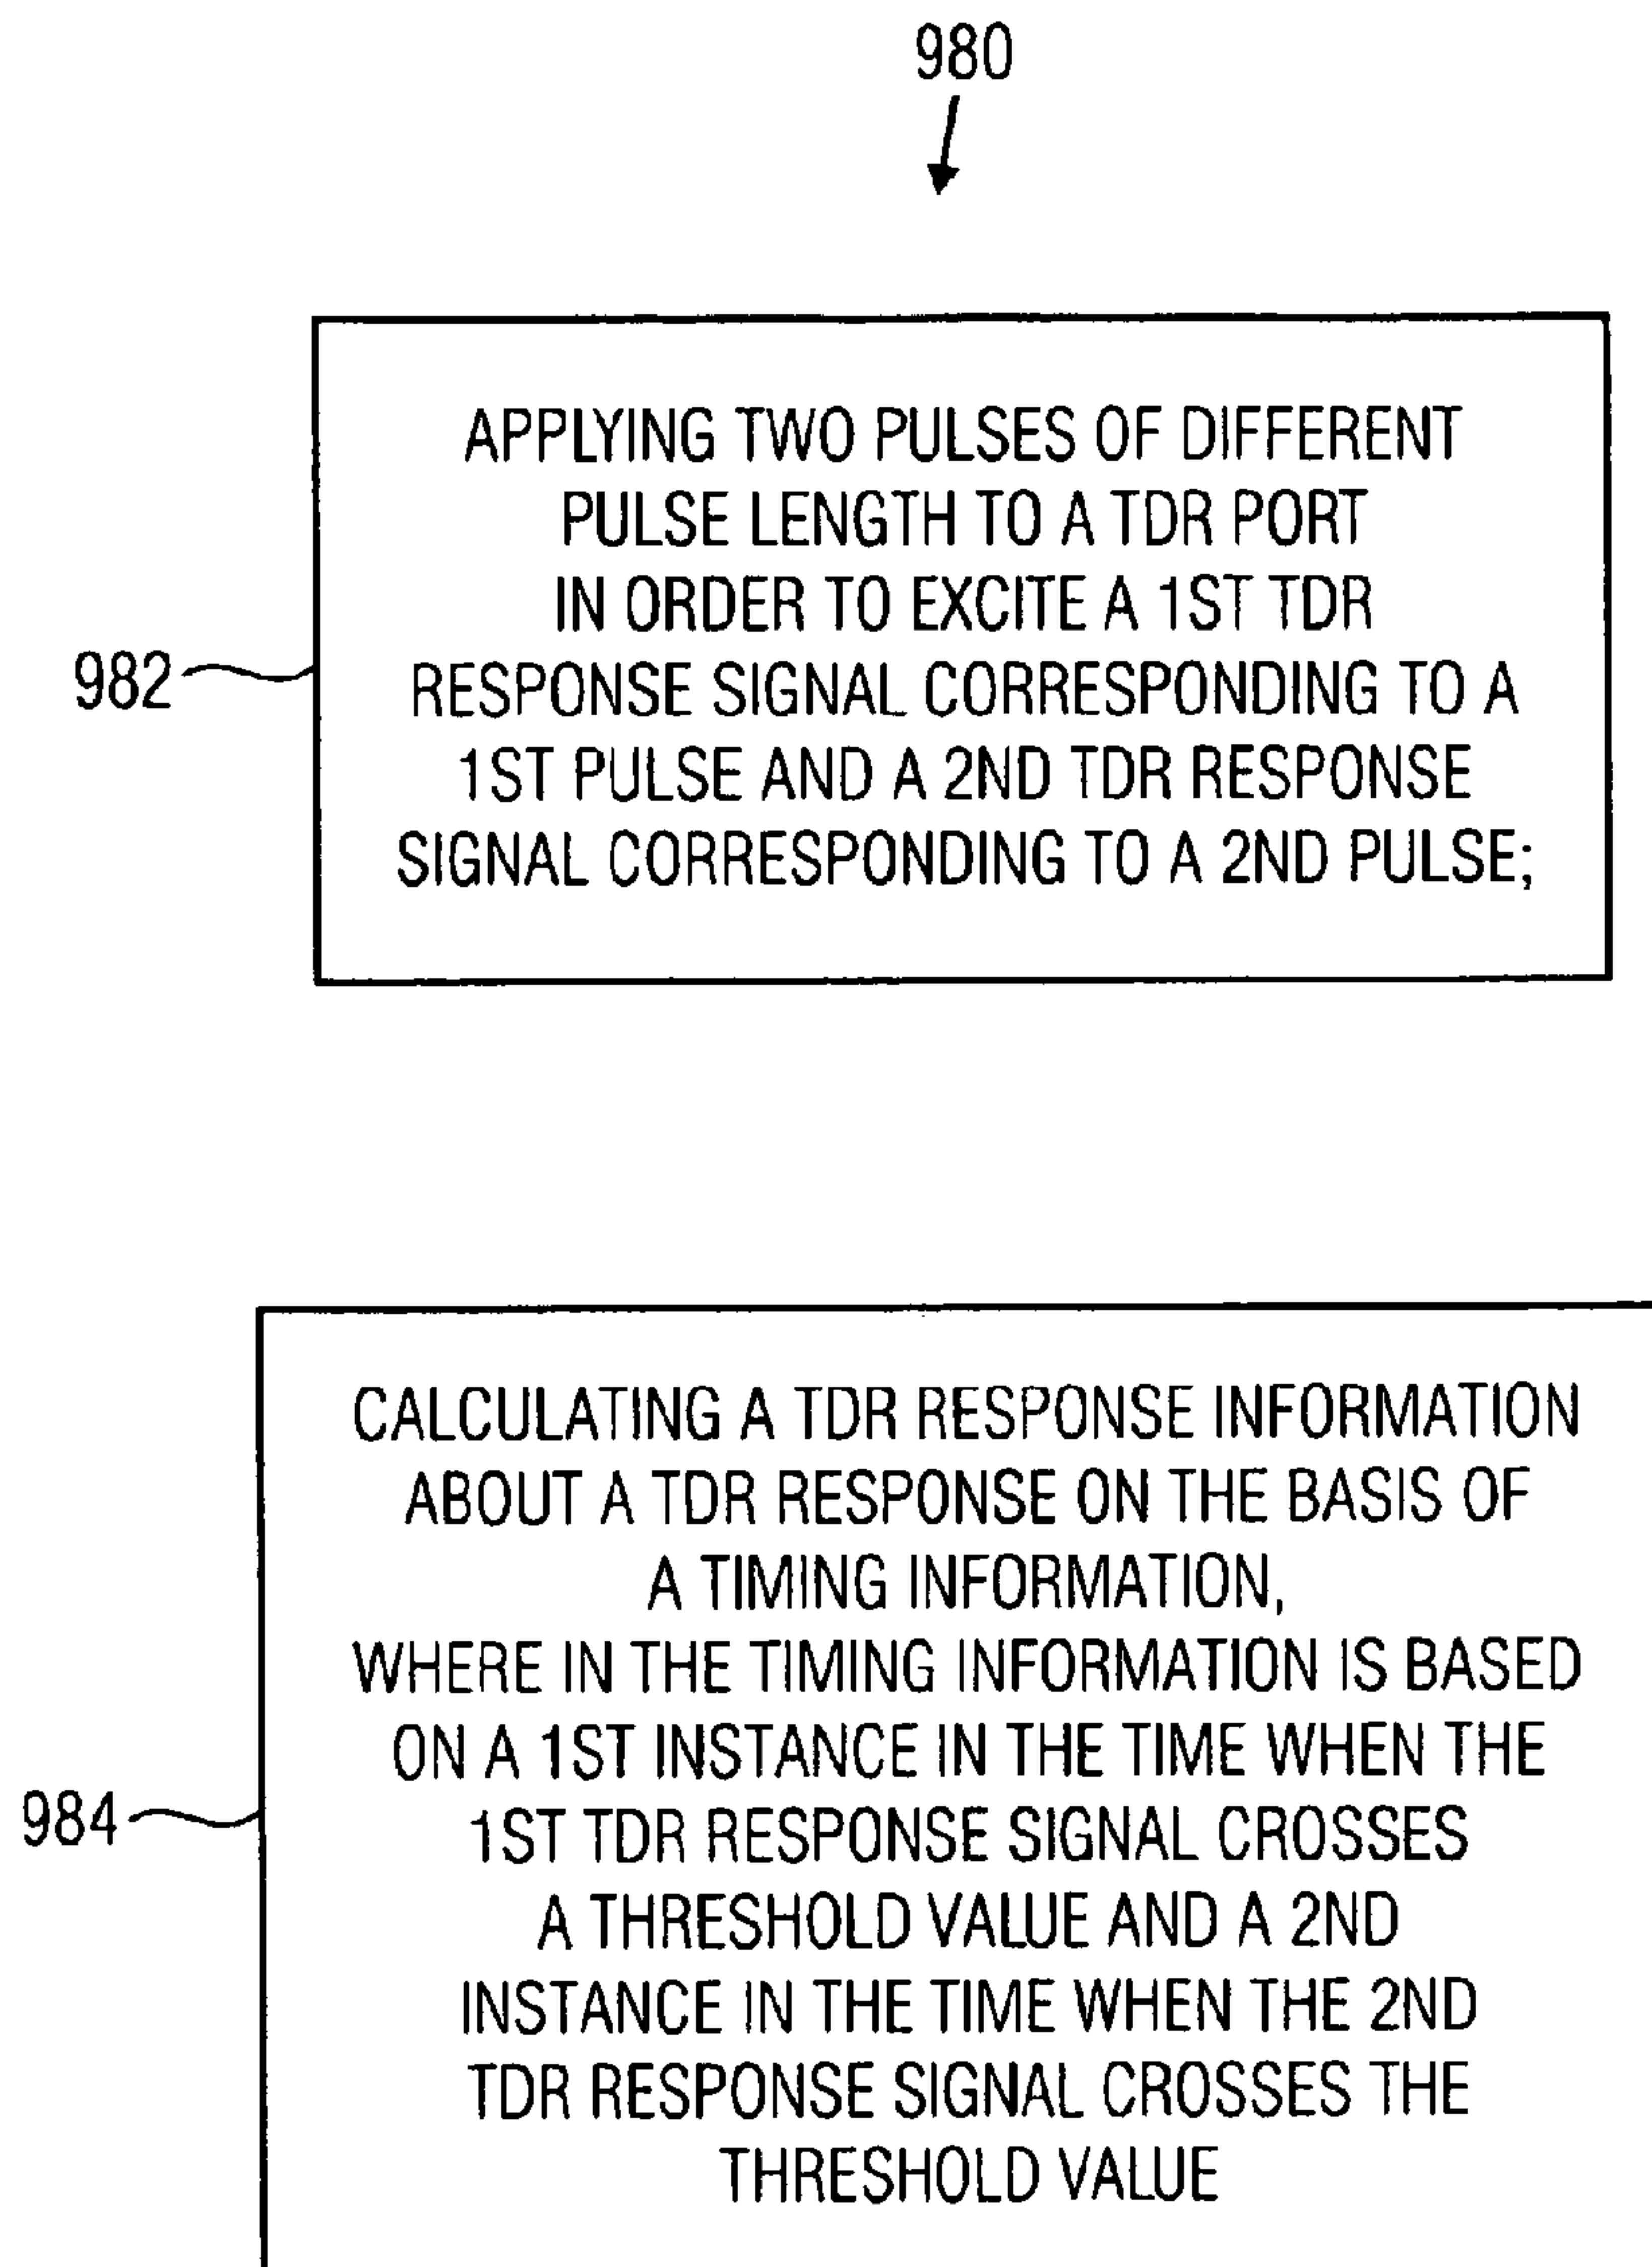 980
APPLYING TWO PULSES OF DIFFERENT
PULSE LENGTH TO A TDR PORT
IN ORDER TO EXCITE A 1ST TDR
982
RESPONSE SIGNAL CORRESPONDING TO A
1ST PULSE AND A 2ND TDR RESPONSE
SIGNAL CORRESPONDING TO A 2ND PULSE;
CALCULATING A TDR RESPONSE INFORMATION
ABOUT A TDR RESPONSE ON THE BASIS OF
A TIMING INFORMATION,
WHERE IN THE TIMING INFORMATION IS BASED
ON A 1ST INSTANCE IN THE TIME WHEN THE
984
1ST TDR RESPONSE SIGNAL CROSSES
A THRESHOLD VALUE AND A 2ND
INSTANCE IN THE TIME WHEN THE 2ND
TDR RESPONSE SIGNAL CROSSES THE
THRESHOLD VALUE